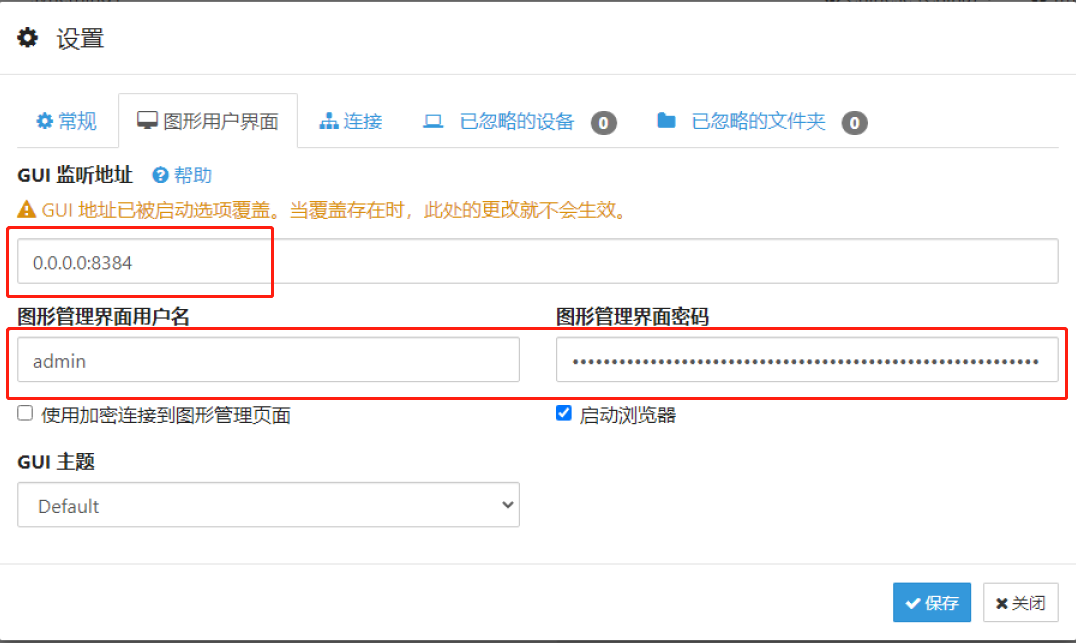 设置
常规 图形用户界面 连接 已忽略的设备 0 已忽略的文件夹 0
GUI 监听地址 帮助
GUI 地址已被启动选项覆盖。当覆盖存在时，此处的更改就不会生效。
0.0.0.0:8384
图形管理界面用户名 图形管理界面密码
admin ••••••••••••••••••••••••••••••••••••••••••••••••••••••••••••
使用加密连接到图形管理页面 启动浏览器
GUI 主题
Default
保存 关闭